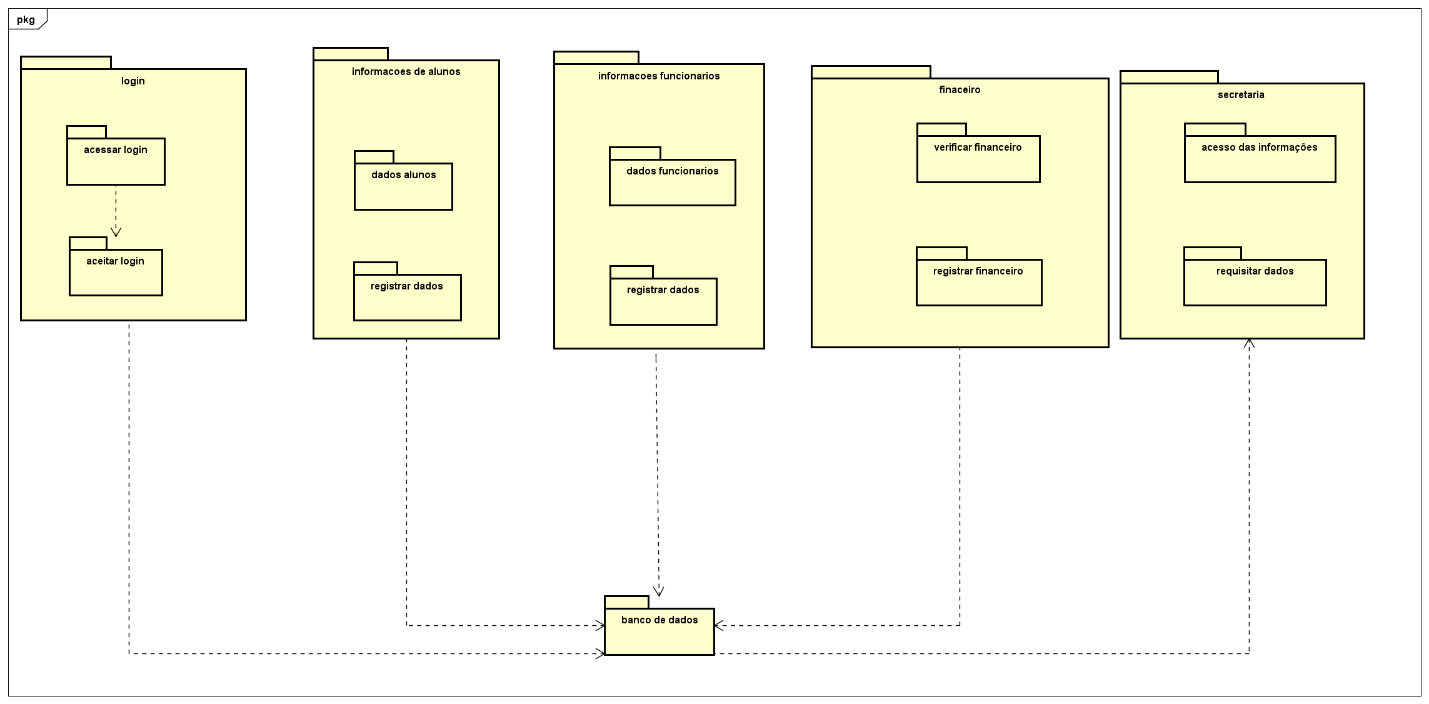 pkg
login
acessar login
aceitar login
informacoes de alunos
dados alunos
registrar dados
informacoes funcionarios
dados funcionarios
registrar dados
finaceiro
verificar financeiro
registrar financeiro
secretaria
acesso das informações
requisitar dados
banco de dados